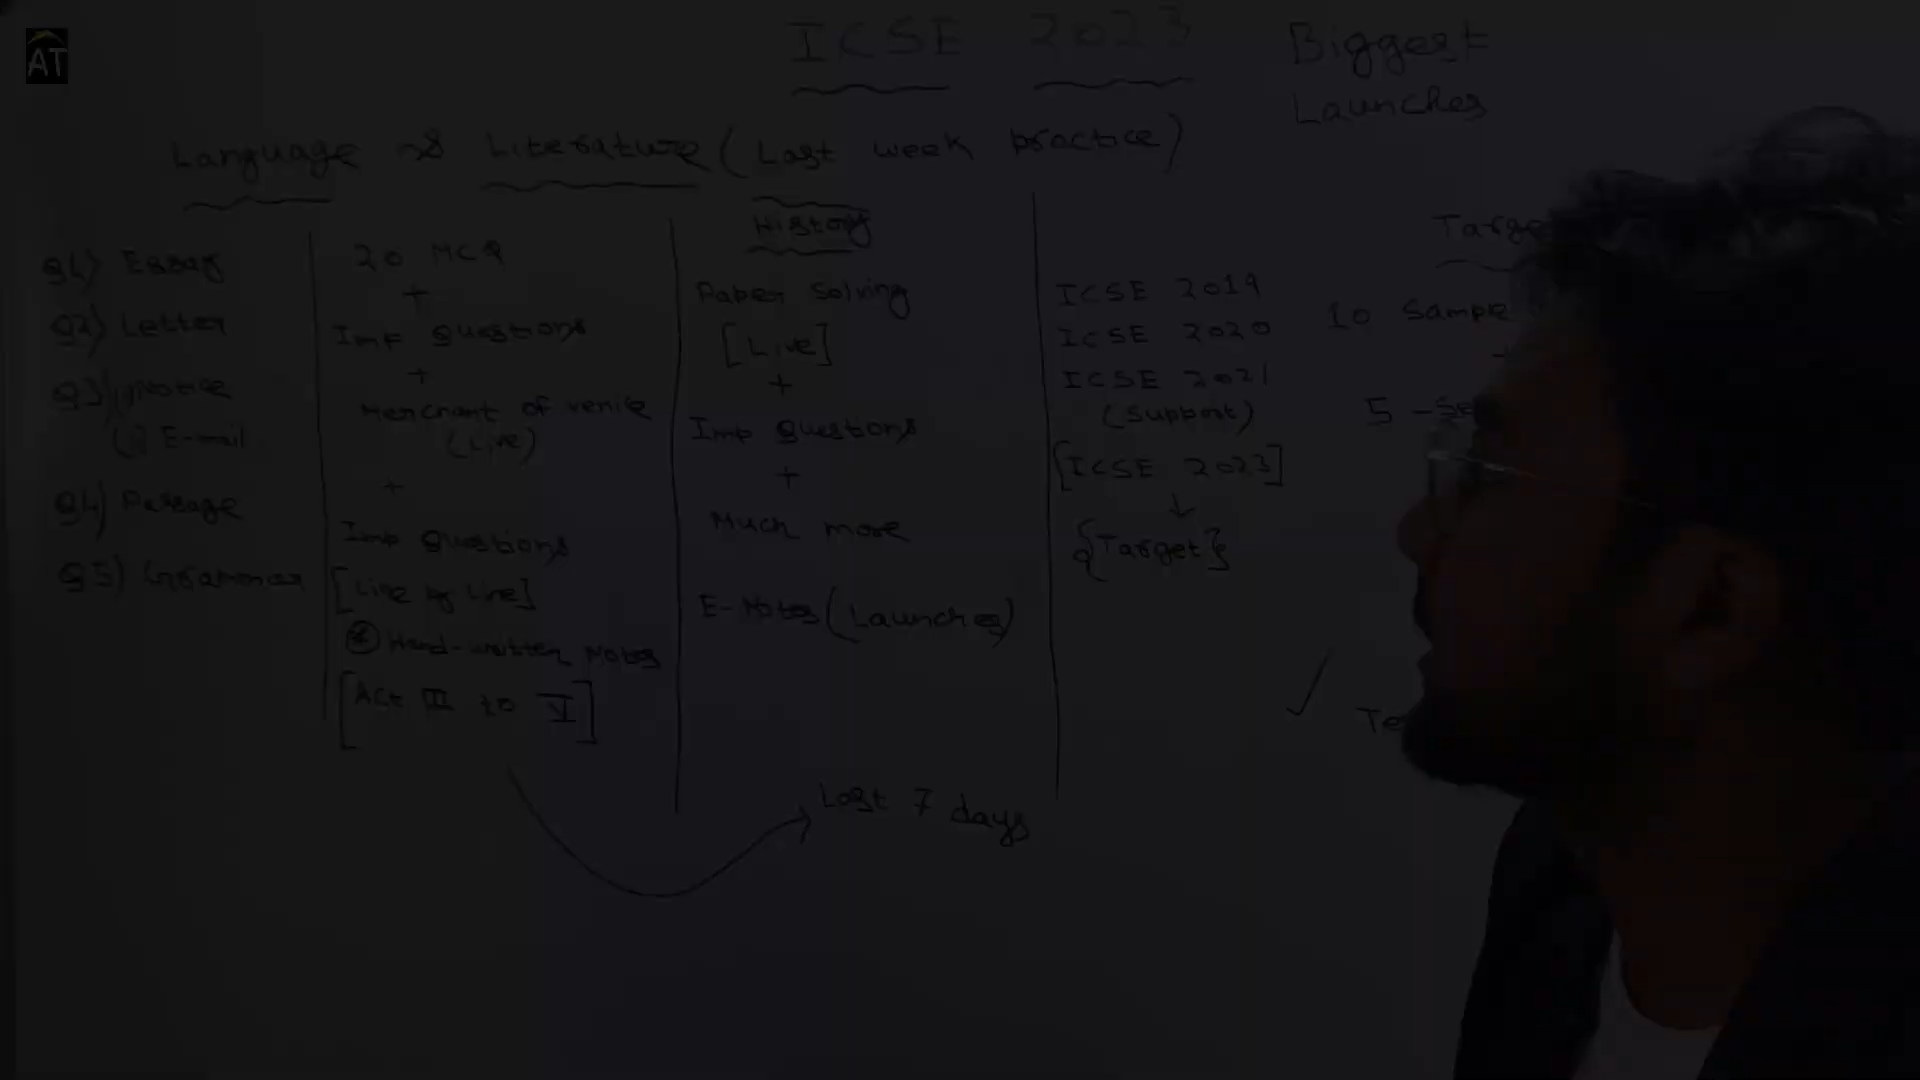 AT
ICSE 2023
Biggest
Launches
Language & Literature (Last week practice)
Q1) Essay
Q2) Letter
Q3) i) Notice
(ii) E-mail
Q4) Passage
Q5) Grammar
20 MCQ
+
Imp Questions
+
Merchant of venice
(Live)
+
Imp Questions
[Line by Line]
* Hand-written Notes
[Act III to V]
History
Paper Solving
[Live]
+
Imp Questions
+
Much more
E-Notes (Launches)
Last 7 days
ICSE 2019
ICSE 2020
ICSE 2021
(Support)
[ICSE 2023]
↓
{Target}
10 Sample
5 -
✓